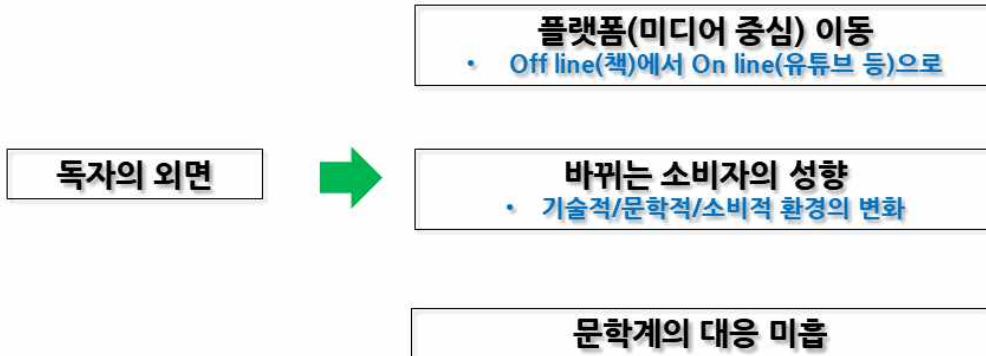 플랫폼(미디어 중심) 이동
• Off line(책)에서 On line(유튜브 등)으로
독자의 외면
바뀌는 소비자의 성향
• 기술적/문학적/소비적 환경의 변화
문학계의 대응 미흡